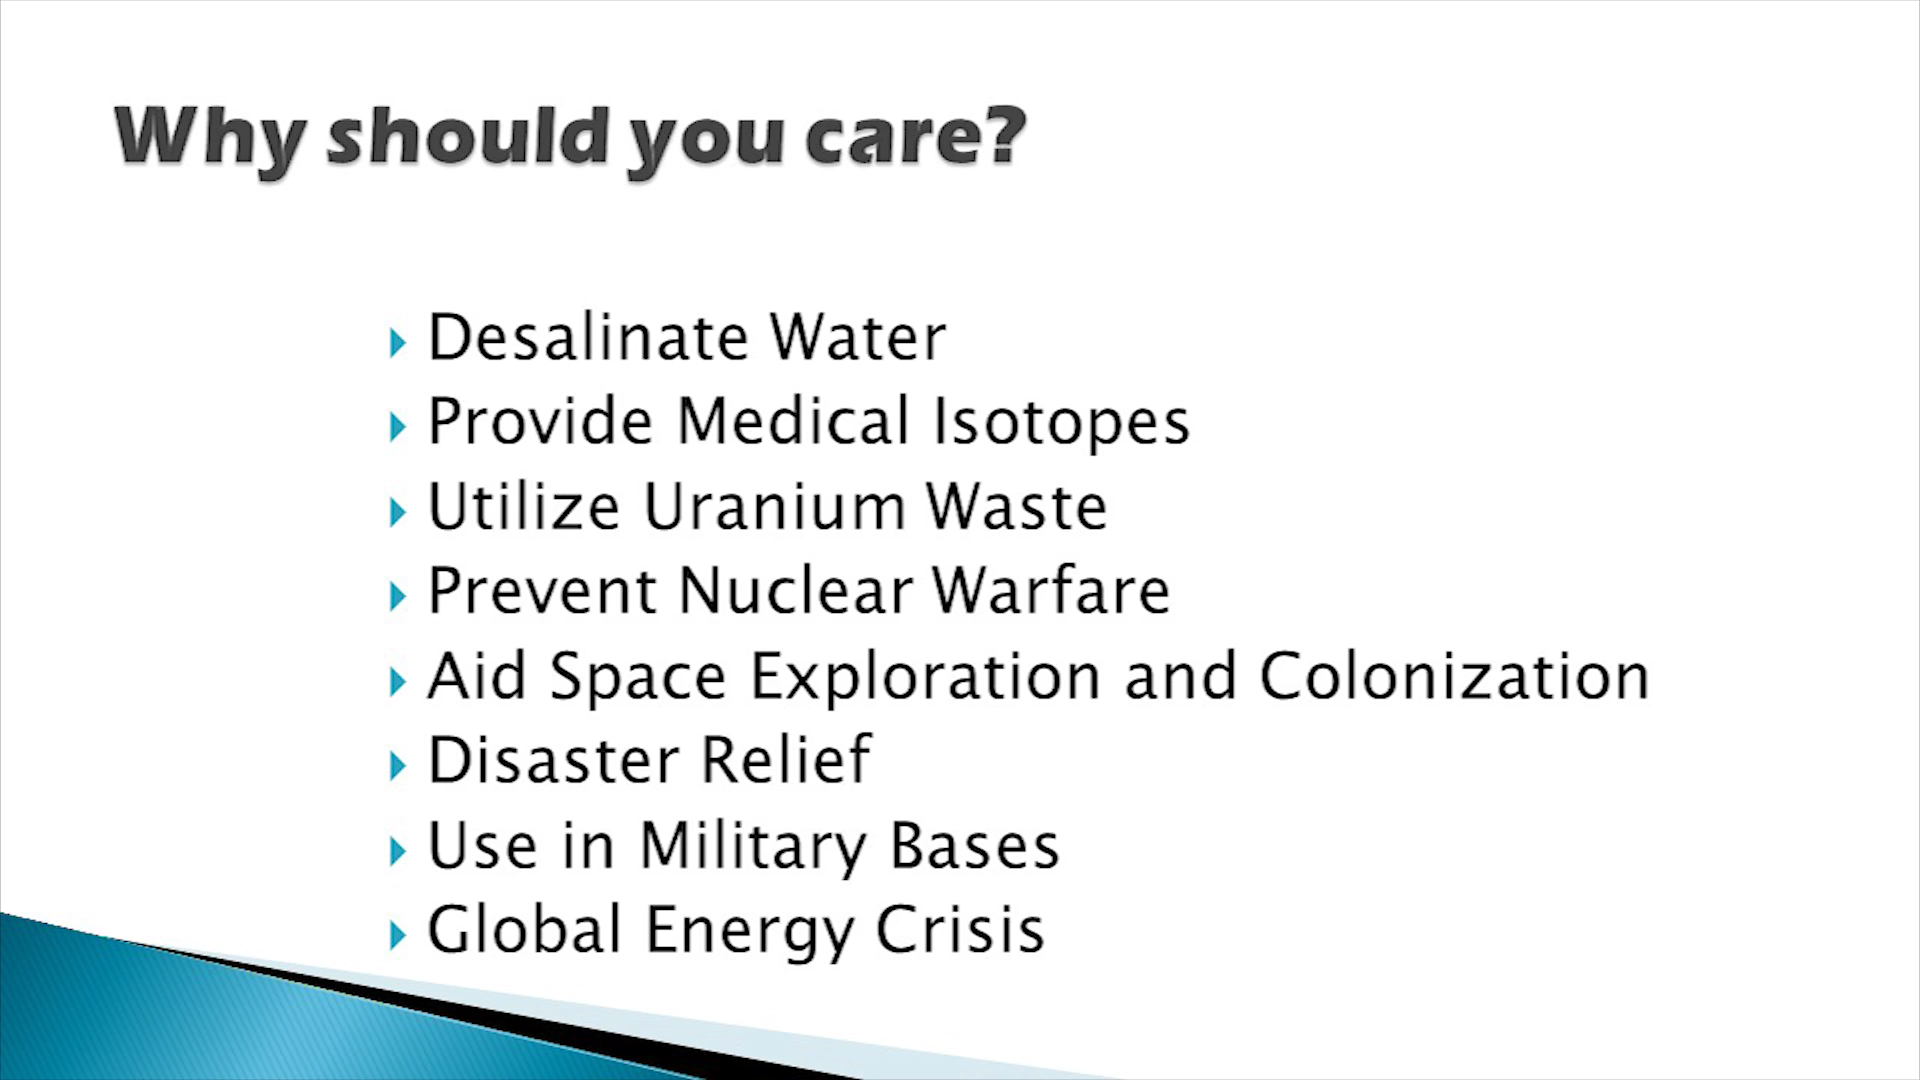 Why should you care?
Desalinate Water
Provide Medical Isotopes
Utilize Uranium Waste
Prevent Nuclear Warfare
Aid Space Exploration and Colonization
Disaster Relief
Use in Military Bases
Global Energy Crisis